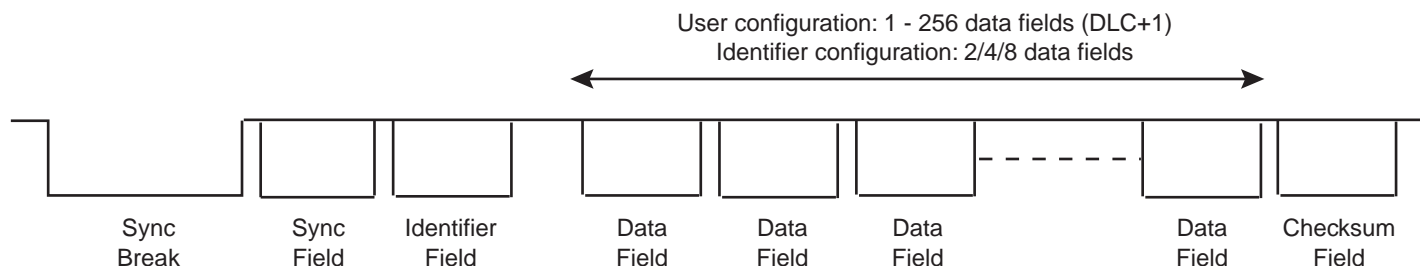 User configuration: 1 - 256 data fields (DLC+1)
Identifier configuration: 2/4/8 data fields
Sync Break
Sync Field
Identifier Field
Data Field
Data Field
Data Field
Data Field
Checksum Field